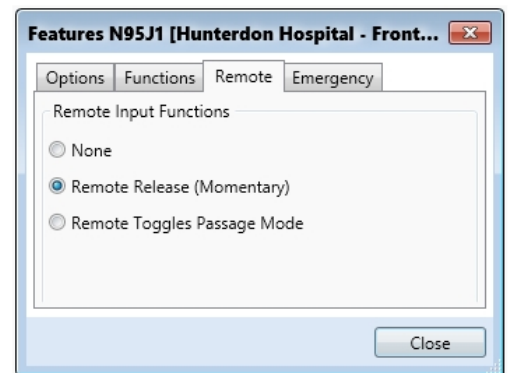 Features N95J1 [Hunterdon Hospital - Front...
Options Functions Remote Emergency
Remote Input Functions
None
Remote Release (Momentary)
Remote Toggles Passage Mode
Close